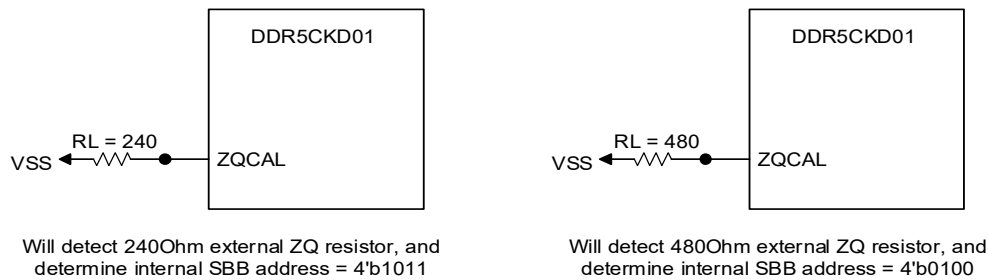 DDR5CKD01
RL = 240
VSS
ZQCAL
Will detect 240Ohm external ZQ resistor, and
determine internal SBB address = 4'b1011
DDR5CKD01
RL = 480
VSS
ZQCAL
Will detect 480Ohm external ZQ resistor, and
determine internal SBB address = 4'b0100